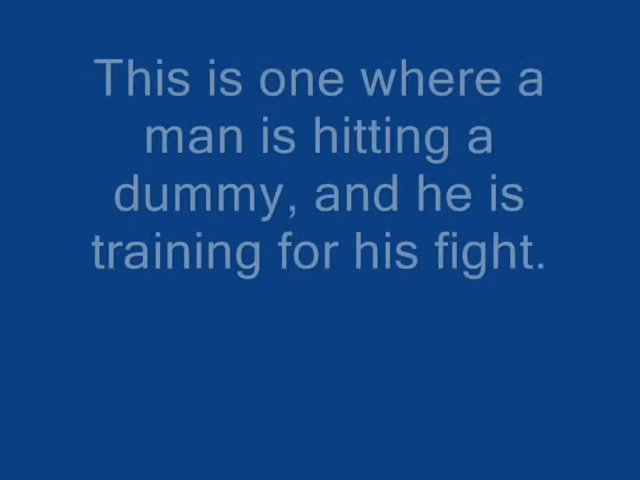 This is one where a
man is hitting a
dummy, and he is
training for his fight.